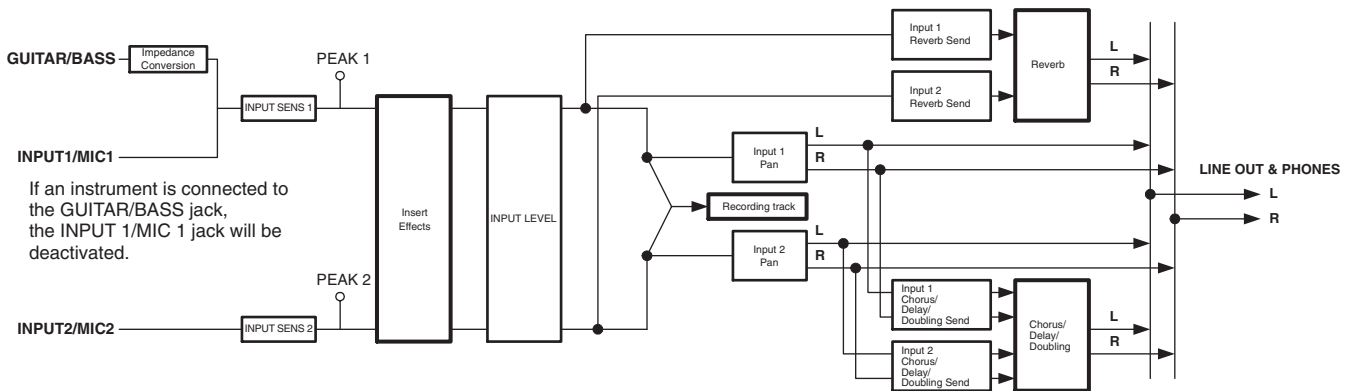 GUITAR/BASS
Impedance
Conversion
INPUT1/MIC1
If an instrument is connected to
the GUITAR/BASS jack,
the INPUT 1/MIC 1 jack will be
deactivated.
INPUT2/MIC2
INPUT SENS 1
PEAK 1
INPUT SENS 2
PEAK 2
Insert
Effects
INPUT LEVEL
Input 1
Reverb Send
Input 2
Reverb Send
Reverb
L
R
Input 1
Pan
L
R
Recording track
Input 2
Pan
L
R
Input 1
Chorus/
Delay/
Doubling Send
Input 2
Chorus/
Delay/
Doubling Send
Chorus/
Delay/
Doubling
L
R
LINE OUT & PHONES
L
R